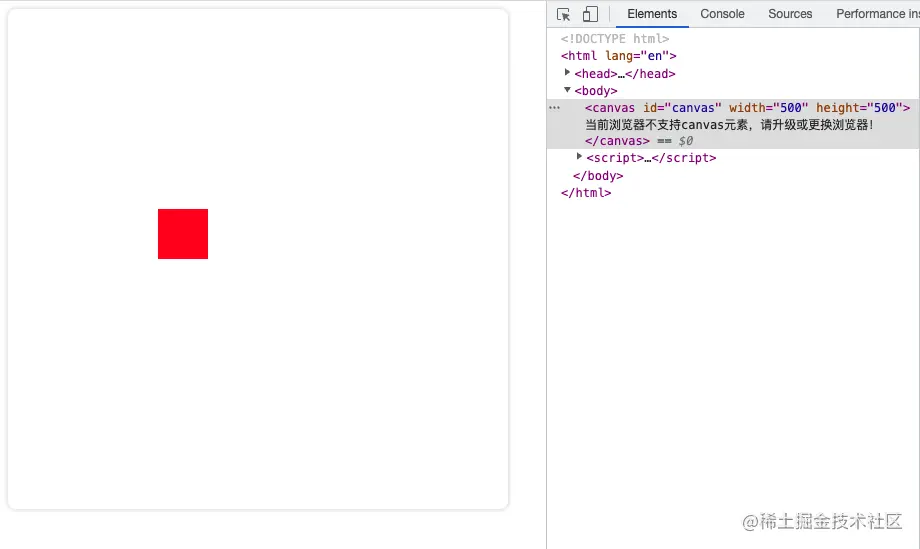 Elements Console Sources Performance ins
<!DOCTYPE html>
<html lang="en">
<head>…</head>
<body>
<canvas id="canvas" width="500" height="500">
当前浏览器不支持canvas元素，请升级或更换浏览器！
</canvas> == $0
<script>…</script>
</body>
</html>
@稀土掘金技术社区